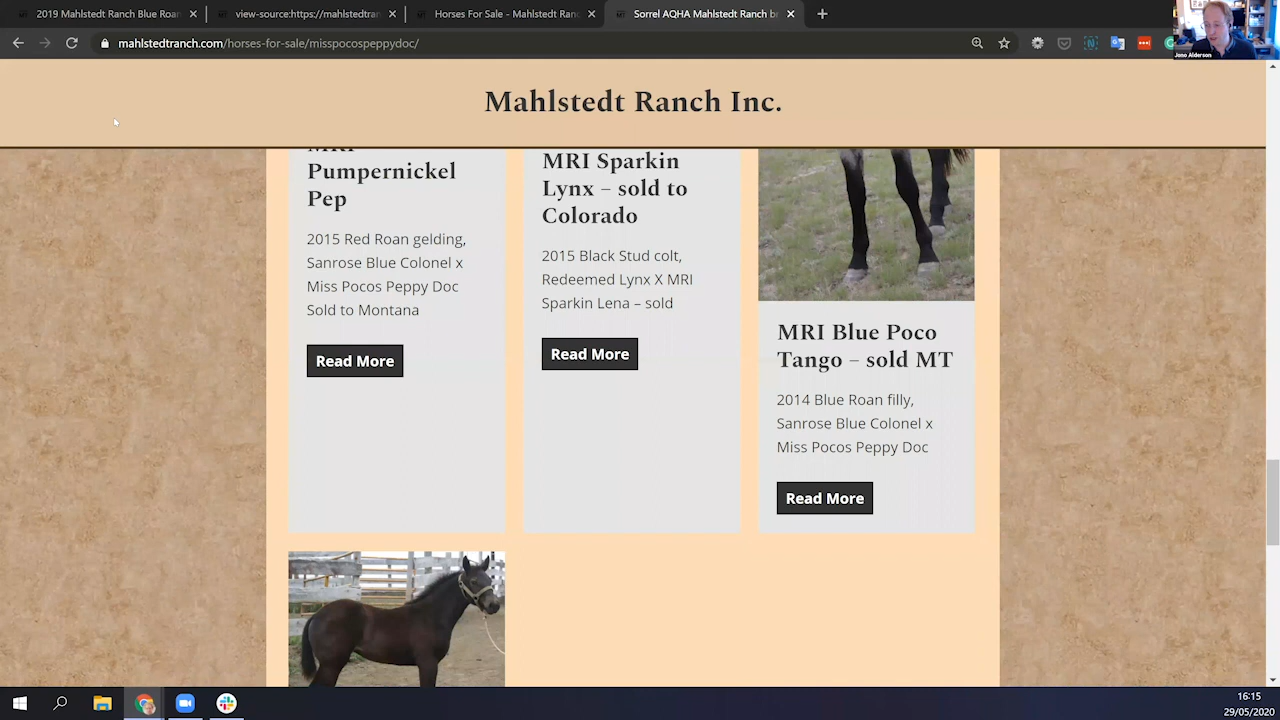 2019 Mahlstedt Ranch Blue Roan
view-source:https://mahlstedtran
Horses For Sale - Mahlstedt Ranc
Sorrel AQHA Mahlstedt Ranch br
mahlstedtranch.com/horses-for-sale/misspocospeppydoc/
Jono Alderson
Mahlstedt Ranch Inc.
MRI
Pumpernickel
Pep
2015 Red Roan gelding,
Sanrose Blue Colonel x
Miss Pocos Peppy Doc
Sold to Montana
Read More
MRI Sparkin
Lynx – sold to
Colorado
2015 Black Stud colt,
Redeemed Lynx X MRI
Sparkin Lena – sold
Read More
MRI Blue Poco
Tango – sold MT
2014 Blue Roan filly,
Sanrose Blue Colonel x
Miss Pocos Peppy Doc
Read More
16:15
29/05/2020